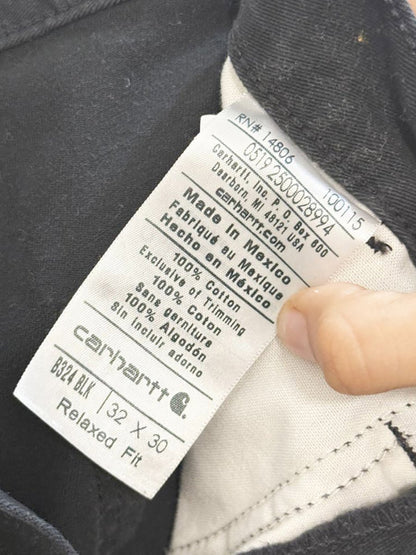 RN# 14806 100115
05192500028994
Carhartt, Inc. P.O. Box 600
Dearborn, MI 48121 USA
carhartt.com
Made In Mexico
Fabriqué au Mexique
Hecho en México
100% Cotton
Exclusive of Trimming
100% Coton
Sans garniture
100% Algodón
Sin incluir adorno
carhartt
B324 BLK 32 X 30
Relaxed Fit